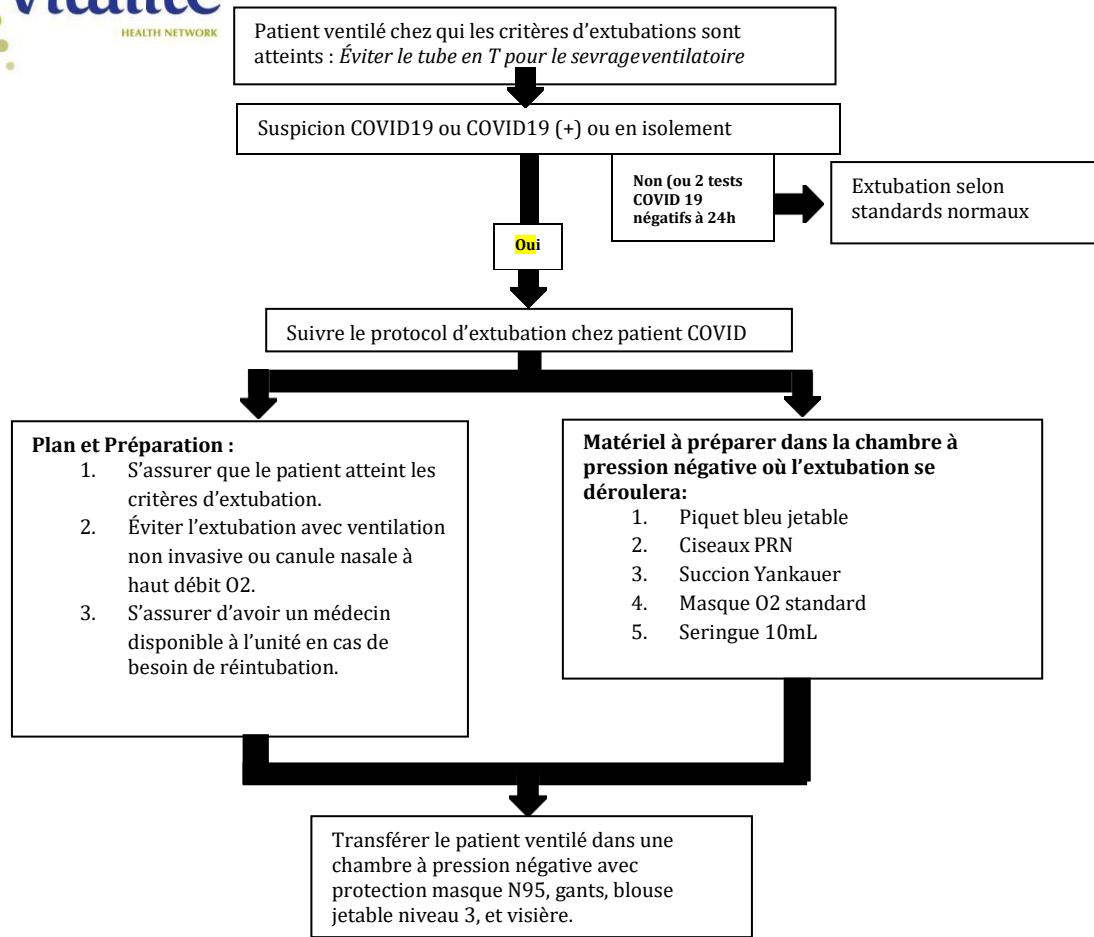 Vitalité
HEALTH NETWORK
Patient ventilé chez qui les critères d’extubations sont
atteints : Éviter le tube en T pour le sevrageventilatoire
Suspicion COVID19 ou COVID19 (+) ou en isolement
Non (ou 2 tests
COVID 19
négatifs à 24h
Extubation selon
standards normaux
Oui
Suivre le protocol d’extubation chez patient COVID
Plan et Préparation :
1. S’assurer que le patient atteint les
critères d’extubation.
2. Éviter l’extubation avec ventilation
non invasive ou canule nasale à
haut débit O2.
3. S’assurer d’avoir un médecin
disponible à l’unité en cas de
besoin de réintubation.
Matériel à préparer dans la chambre à
pression négative où l’extubation se
déroulera:
1. Piquet bleu jetable
2. Ciseaux PRN
3. Succion Yankauer
4. Masque O2 standard
5. Seringue 10mL
Transférer le patient ventilé dans une
chambre à pression négative avec
protection masque N95, gants, blouse
jetable niveau 3, et visière.